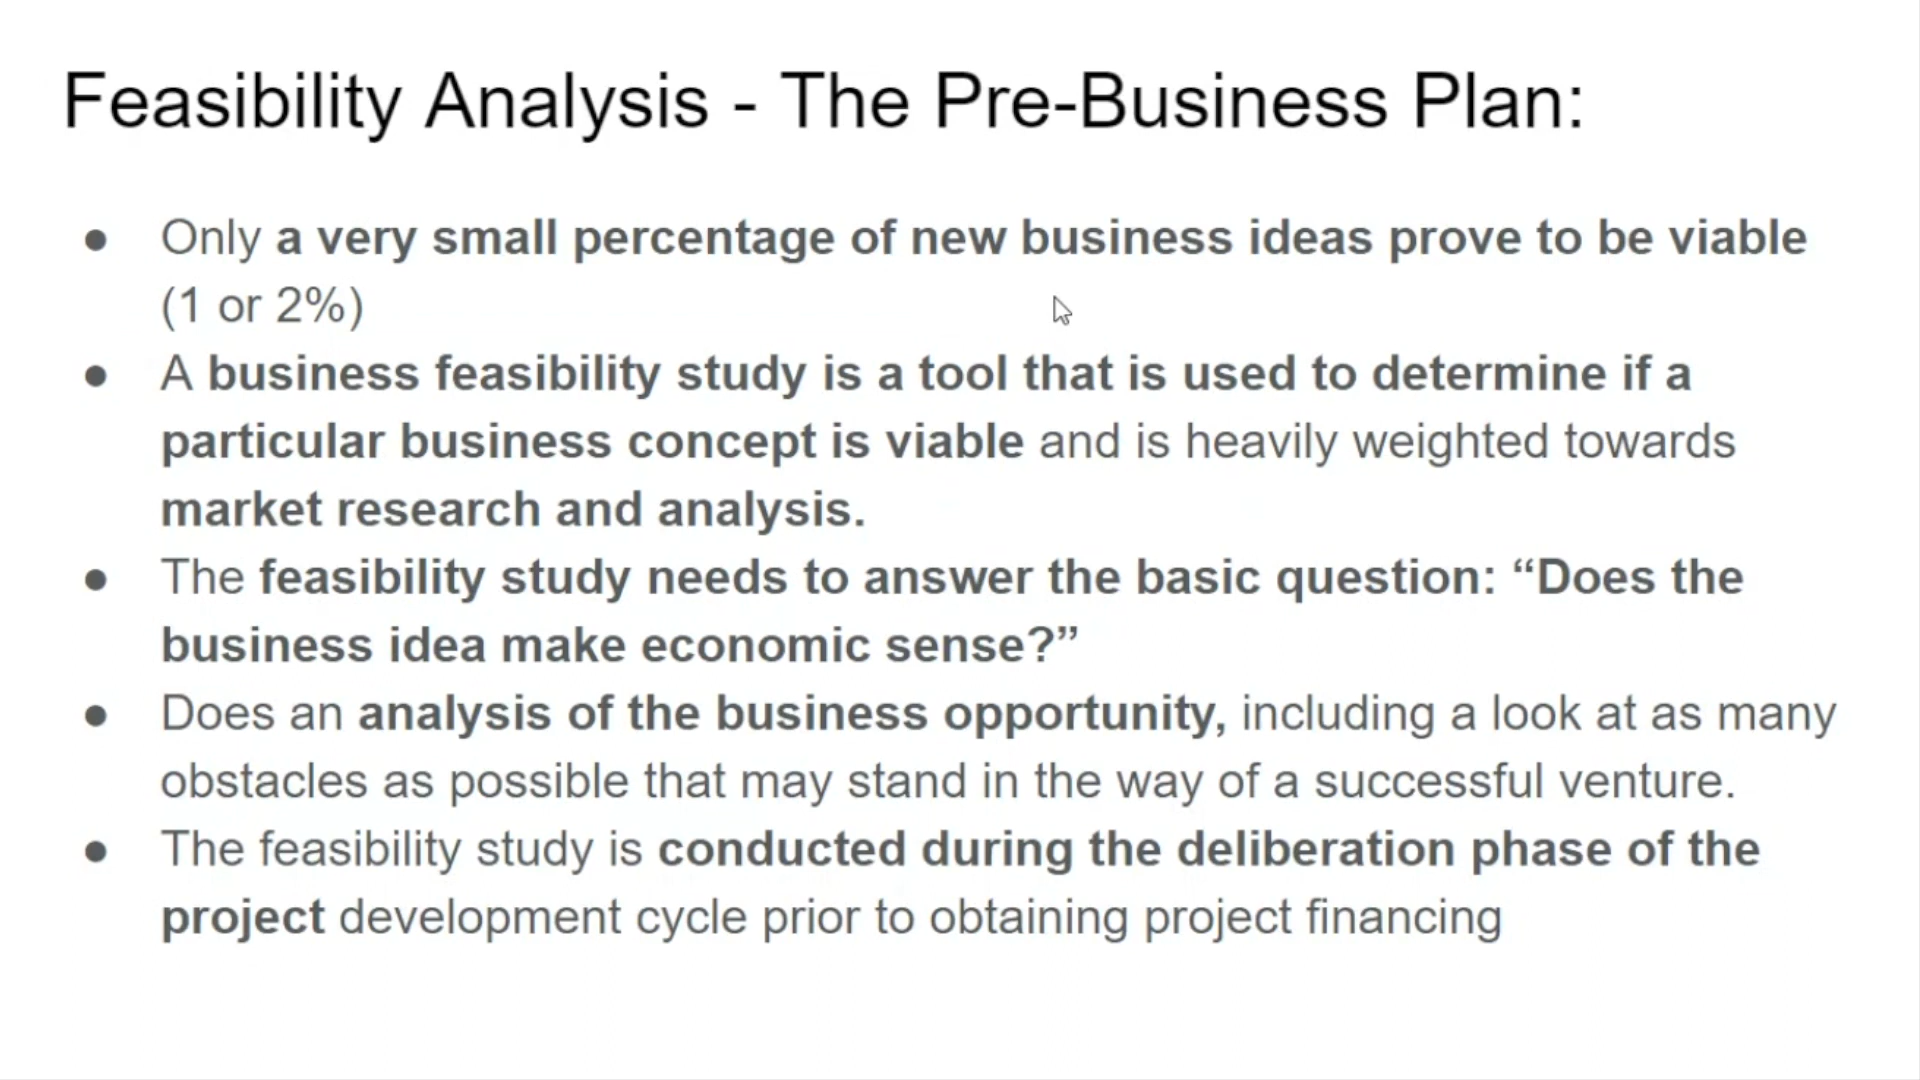 Feasibility Analysis - The Pre-Business Plan:
● Only a very small percentage of new business ideas prove to be viable
(1 or 2%)
● A business feasibility study is a tool that is used to determine if a
particular business concept is viable and is heavily weighted towards
market research and analysis.
● The feasibility study needs to answer the basic question: “Does the
business idea make economic sense?”
● Does an analysis of the business opportunity, including a look at as many
obstacles as possible that may stand in the way of a successful venture.
● The feasibility study is conducted during the deliberation phase of the
project development cycle prior to obtaining project financing